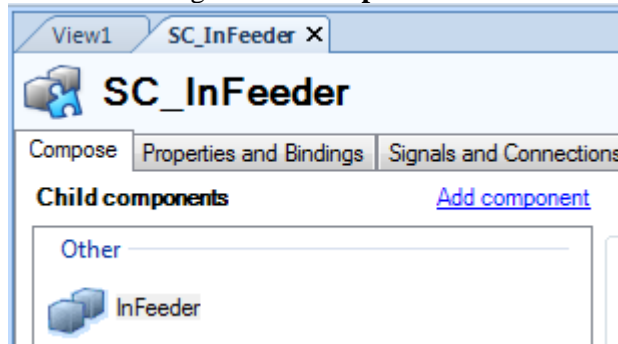 View1 SC_InFeeder X
SC_InFeeder
Compose Properties and Bindings Signals and Connections
Child components Add component
Other
InFeeder